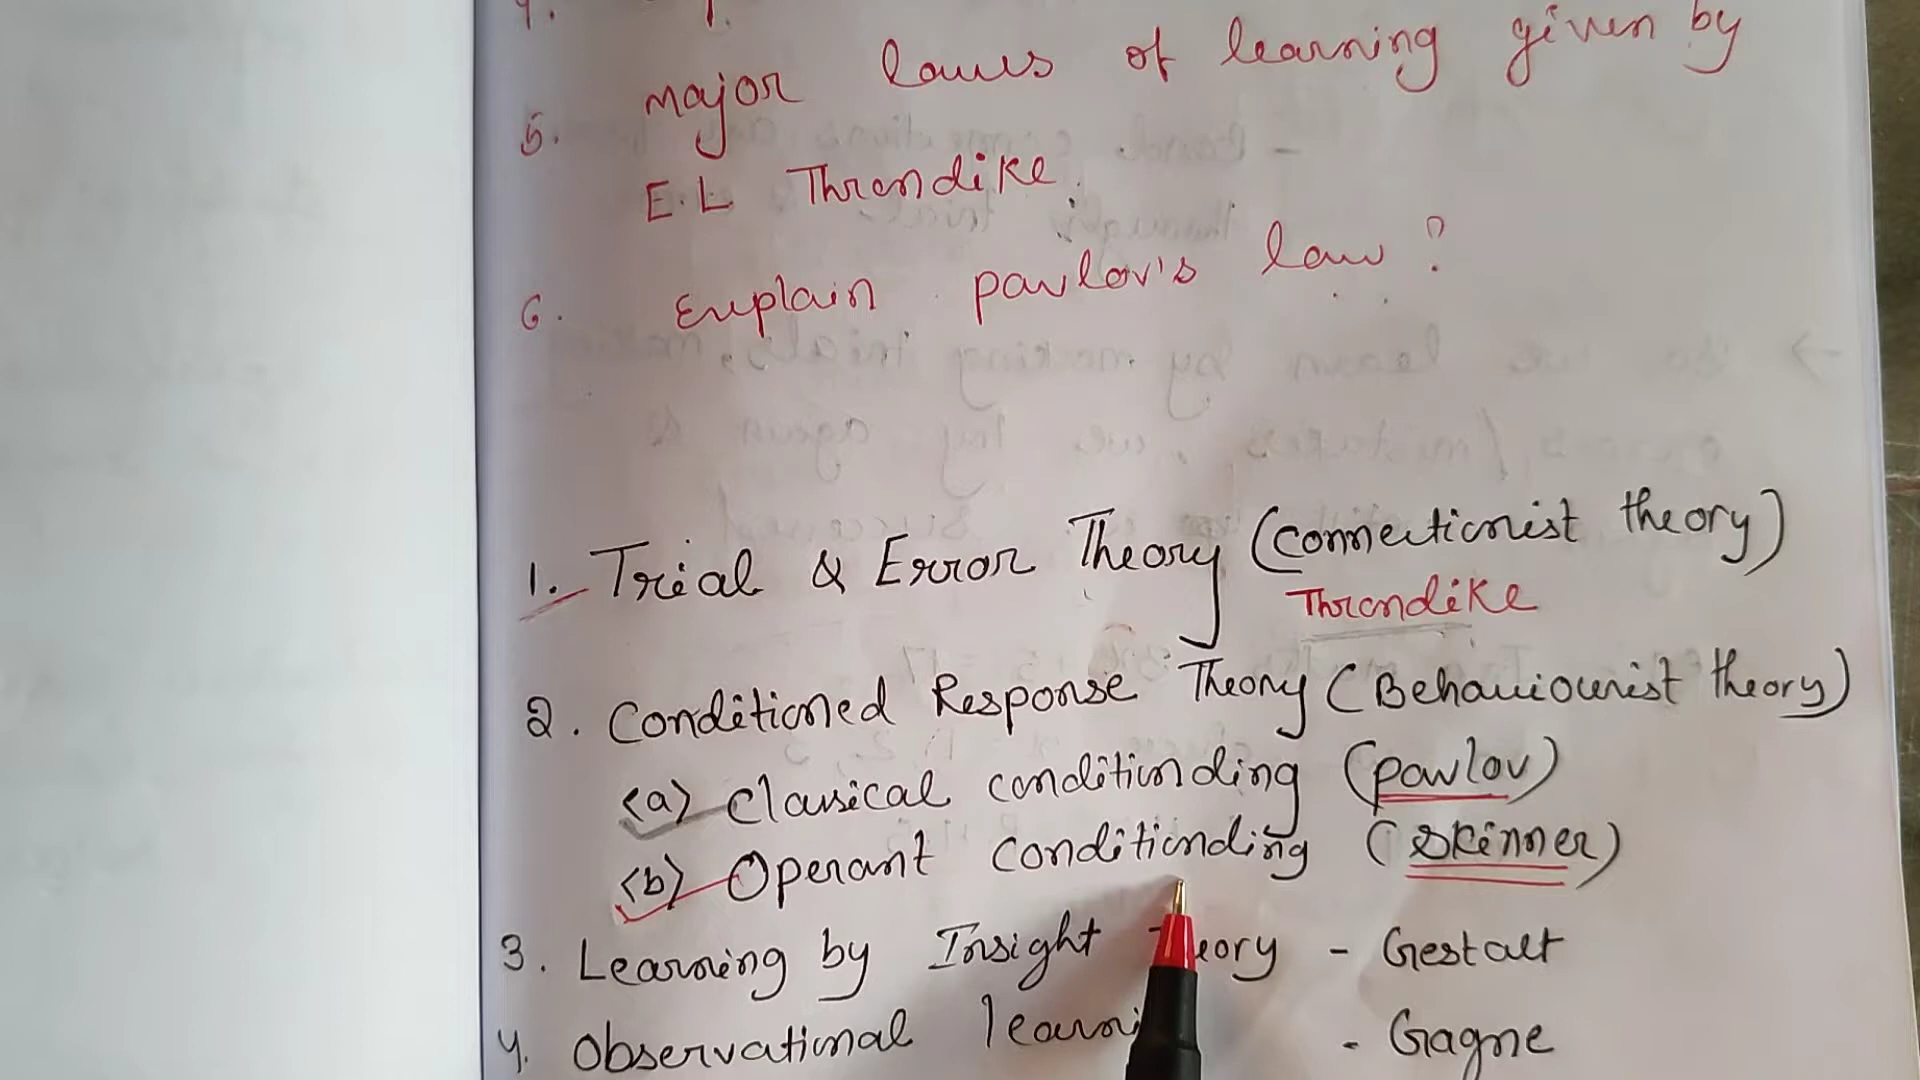 major laws of learning given by
5.
E.L Throndike.
6. Explain pavlov's law?
1. Trial & Error Theory (Connectionist theory)
Throndike
2. Conditioned Response Theory (Behaviourist theory)
<a> Classical conditionding (pavlov)
<b> Operant conditionding (Skinner)
3. Learning by Insight eory - Gestalt
4. Observational learni - Gagne